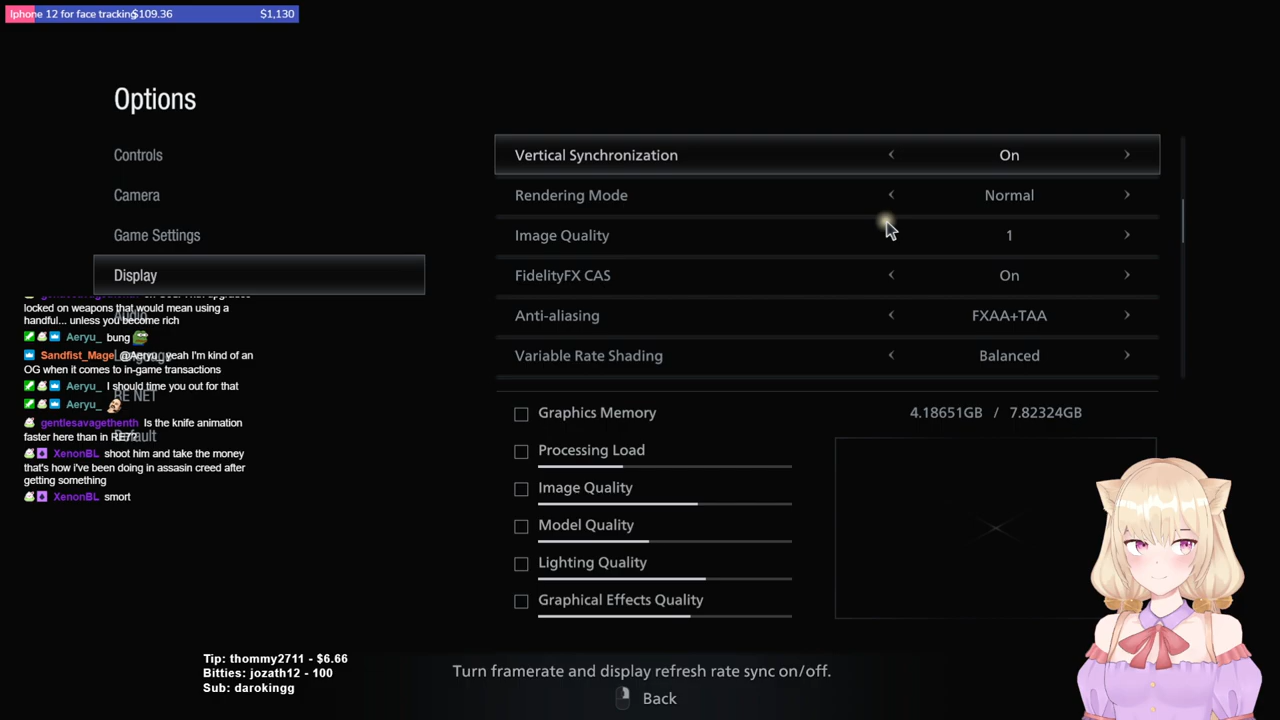 Iphone 12 for face tracking $109.36 $1,130
Options
Controls
Camera
Game Settings
Display
Audio
Language
RE NET
Default
Vertical Synchronization On
Rendering Mode Normal
Image Quality 1
FidelityFX CAS On
Anti-aliasing FXAA+TAA
Variable Rate Shading Balanced
Graphics Memory 4.18651GB / 7.82324GB
Processing Load
Image Quality
Model Quality
Lighting Quality
Graphical Effects Quality
locked on weapons that would mean using a
handful... unless you become rich
Aeryu_ bung
Sandfist_Mage @Aeryu_ yeah I'm kind of an
OG when it comes to in-game transactions
Aeryu_ I should time you out for that
Aeryu_
gentlesavagethenth Is the knife animation
faster here than in RE7?
XenonBL shoot him and take the money
that's how i've been doing in assasin creed after
getting something
XenonBL smort
Tip: thommy2711 - $6.66
Bitties: jozath12 - 100
Sub: darokingg
Turn framerate and display refresh rate sync on/off.
Back